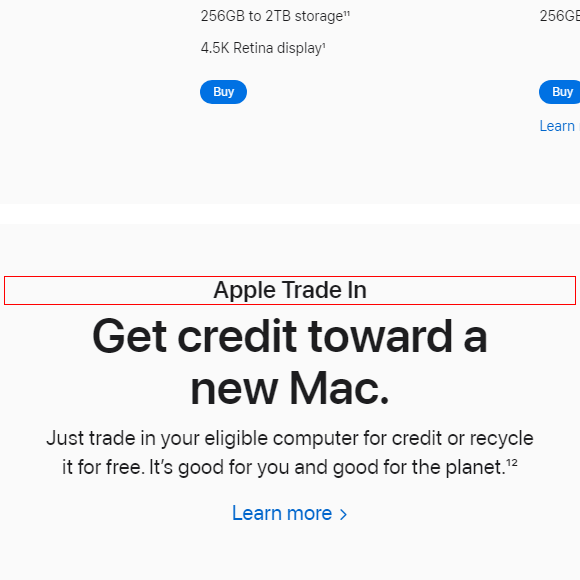 256GB to 2TB storage¹¹
4.5K Retina display¹
Buy
Buy
Learn
Apple Trade In
Get credit toward a
new Mac.
Just trade in your eligible computer for credit or recycle
it for free. It’s good for you and good for the planet.¹²
Learn more >